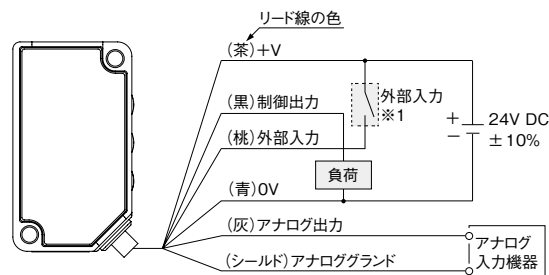 リード線の色
(茶)+V
(黒)制御出力
外部入力
※1
+
−
24V DC
±10%
(桃)外部入力
負荷
(青)0V
(灰)アナログ出力
アナログ
入力機器
(シールド)アナロググランド